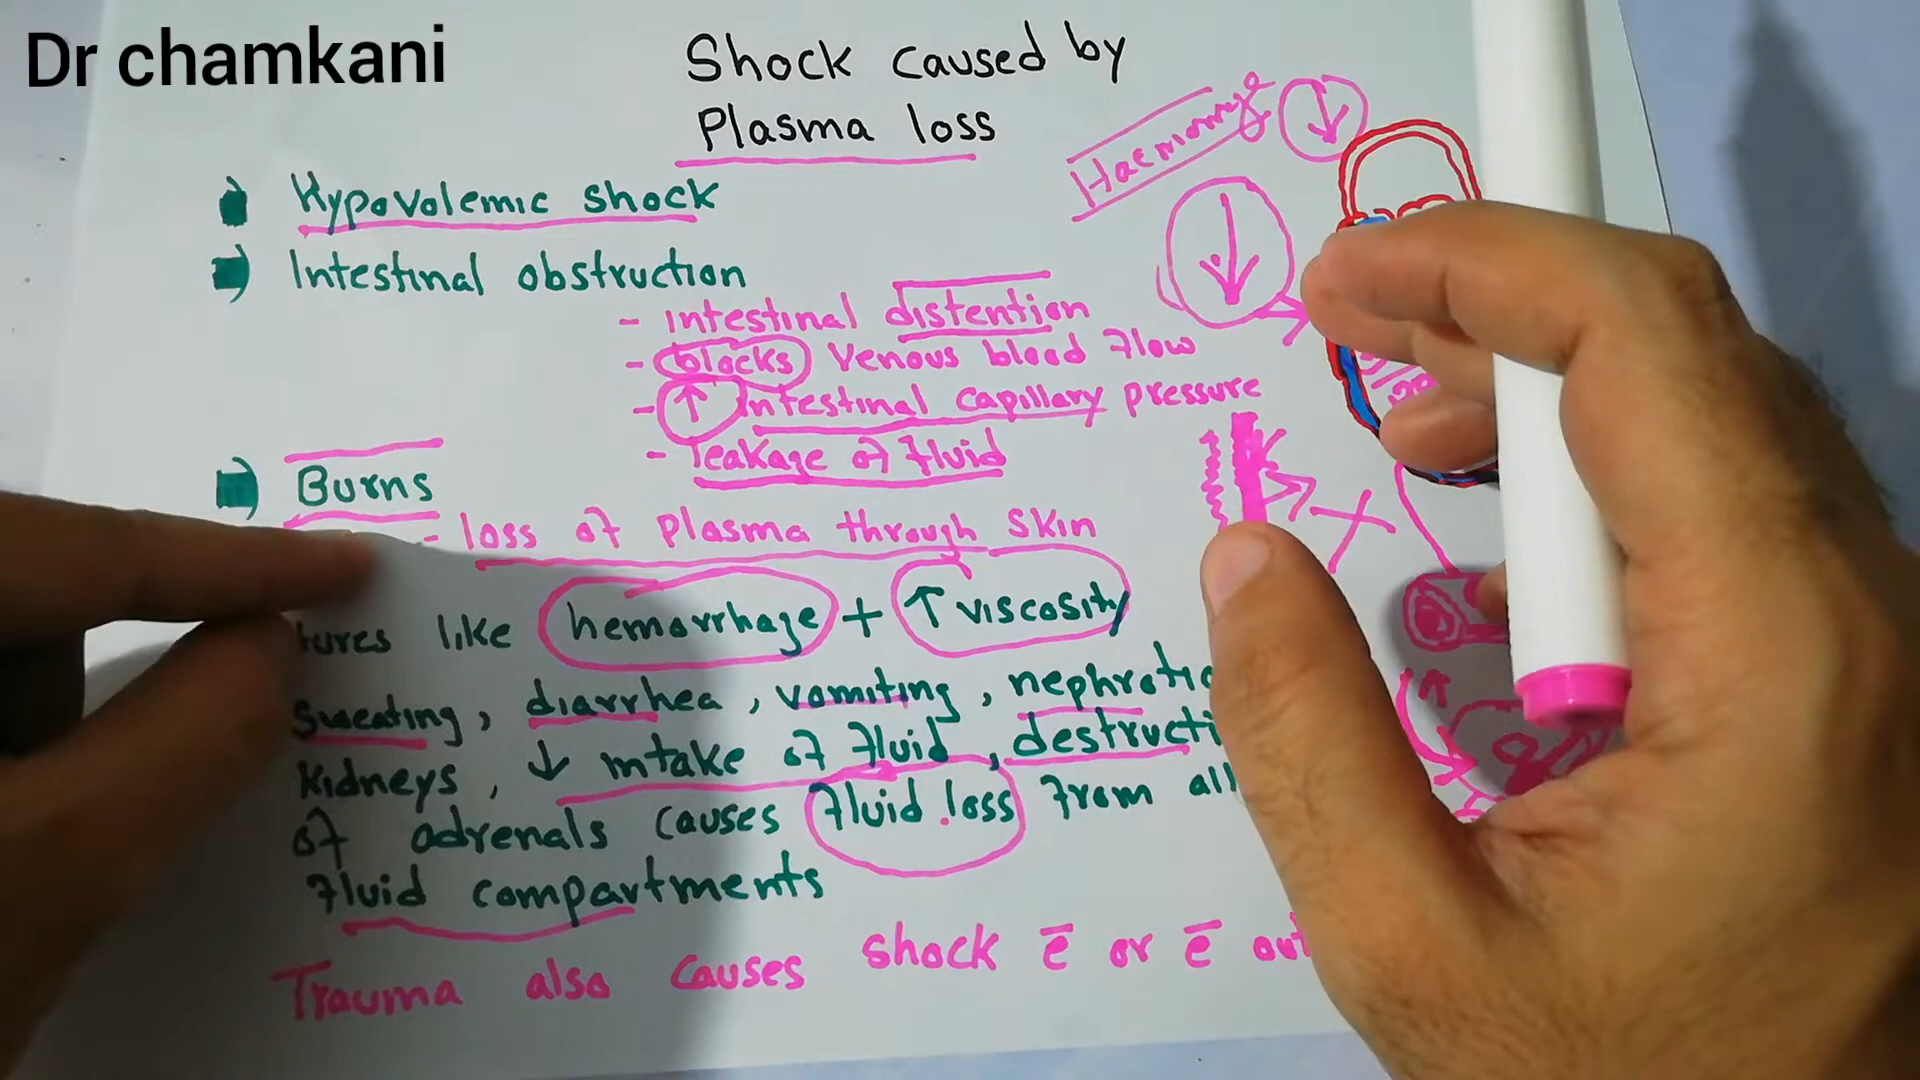 Dr chamkani
Shock caused by
Plasma loss
Haemorrage ↓
Hypovolemic shock
Intestinal obstruction
- Intestinal distention
- blocks venous blood flow
- ↑ Intestinal capillary pressure
- leakage of fluid
Burns
- loss of plasma through skin
tures like hemorrhage + ↑ viscosity
Sweating, diarrhea, vomiting, nephrotic
Kidneys, ↓ intake of fluid, destructi
of adrenals causes fluid loss from all
fluid compartments
Trauma also causes shock c̄ or c̄ out